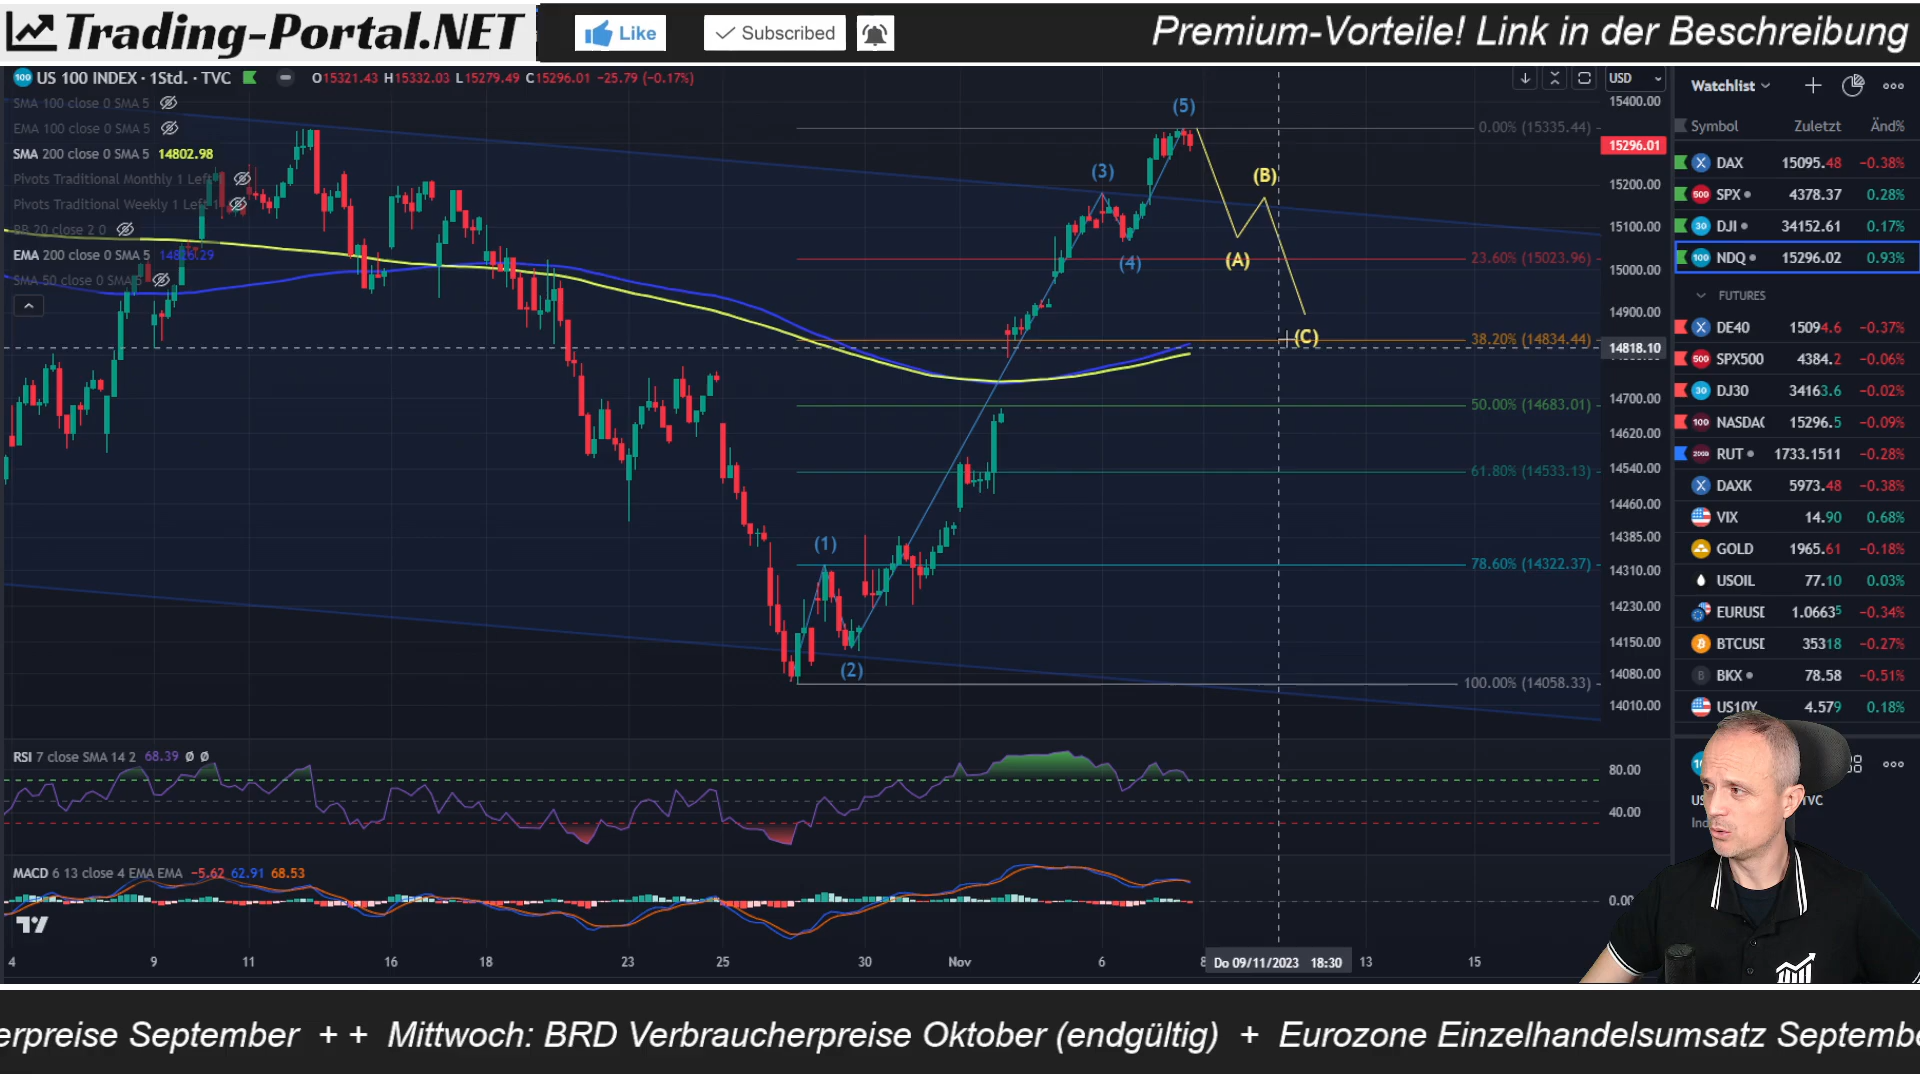 Trading-Portal.NET
Like
Subscribed
Premium-Vorteile! Link in der Beschreibung
US 100 INDEX · 1Std. · TVC
O15321.43 H15332.03 L15279.49 C15296.01 −25.79 (−0.17%)
SMA 100 close 0 SMA 5
EMA 100 close 0 SMA 5
SMA 200 close 0 SMA 5 14802.98
Pivots Traditional Monthly 1 Left
Pivots Traditional Weekly 1 Left 1
BB 20 close 2 0
EMA 200 close 0 SMA 5
SMA 50 close 0 SMA 5
(1)
(2)
(3)
(4)
(5)
(A)
(B)
(C)
0.00% (15335.44)
23.60% (15023.96)
38.20% (14834.44)
50.00% (14683.01)
61.80% (14533.13)
78.60% (14322.37)
100.00% (14058.33)
USD
15400.00
15296.01
15200.00
15100.00
15000.00
14900.00
14818.10
14700.00
14620.00
14540.00
14460.00
14385.00
14310.00
14230.00
14150.00
14080.00
14010.00
RSI 7 close SMA 14 2 68.39 Ø Ø
80.00
40.00
MACD 6 13 close 4 EMA EMA −5.62 62.91 68.53
4 9 11 16 18 23 25 30 Nov 6 8 Do 09/11/2023 18:30 13 15
Watchlist
Symbol Zuletzt Änd%
DAX 15095.48 −0.38%
SPX 4378.37 0.28%
DJI 34152.61 0.17%
NDQ 15296.02 0.93%
FUTURES
DE40 15094.6 −0.37%
SPX500 4384.2 −0.06%
DJ30 34163.6 −0.02%
NASDAC 15296.5 −0.09%
RUT 1733.1511 −0.28%
DAXK 5973.48 −0.38%
VIX 14.90 0.68%
GOLD 1965.61 −0.18%
USOIL 77.10 0.03%
EURUSD 1.06635 −0.34%
BTCUSD 35318 −0.27%
BKX 78.58 −0.51%
US10Y 4.579 0.18%
TVC
erpreise September + + Mittwoch: BRD Verbraucherpreise Oktober (endgültig) + Eurozone Einzelhandelsumsatz Septembe